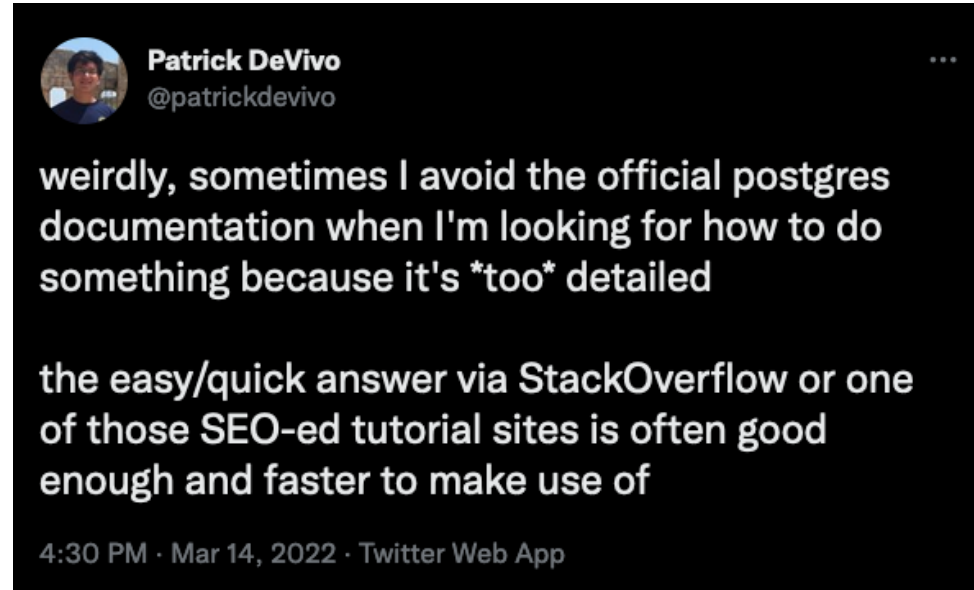 Patrick DeVivo
@patrickdevivo
weirdly, sometimes I avoid the official postgres
documentation when I'm looking for how to do
something because it's *too* detailed
the easy/quick answer via StackOverflow or one
of those SEO-ed tutorial sites is often good
enough and faster to make use of
4:30 PM · Mar 14, 2022 · Twitter Web App